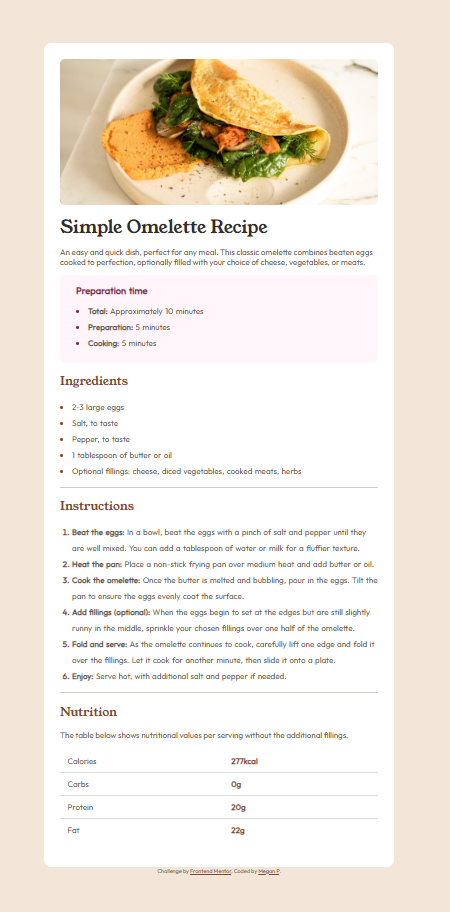 Simple Omelette Recipe
An easy and quick dish, perfect for any meal. This classic omelette combines beaten eggs
cooked to perfection, optionally filled with your choice of cheese, vegetables, or meats.
Preparation time
• Total: Approximately 10 minutes
• Preparation: 5 minutes
• Cooking: 5 minutes
Ingredients
• 2-3 large eggs
• Salt, to taste
• Pepper, to taste
• 1 tablespoon of butter or oil
• Optional fillings: cheese, diced vegetables, cooked meats, herbs
Instructions
1. Beat the eggs: In a bowl, beat the eggs with a pinch of salt and pepper until they
are well mixed. You can add a tablespoon of water or milk for a fluffier texture.
2. Heat the pan: Place a non-stick frying pan over medium heat and add butter or oil.
3. Cook the omelette: Once the butter is melted and bubbling, pour in the eggs. Tilt the
pan to ensure the eggs evenly coat the surface.
4. Add fillings (optional): When the eggs begin to set at the edges but are still slightly
runny in the middle, sprinkle your chosen fillings over one half of the omelette.
5. Fold and serve: As the omelette continues to cook, carefully lift one edge and fold it
over the fillings. Let it cook for another minute, then slide it onto a plate.
6. Enjoy: Serve hot, with additional salt and pepper if needed.
Nutrition
The table below shows nutritional values per serving without the additional fillings.
Calories 277kcal
Carbs 0g
Protein 20g
Fat 22g
Challenge by Frontend Mentor. Coded by Megan P.